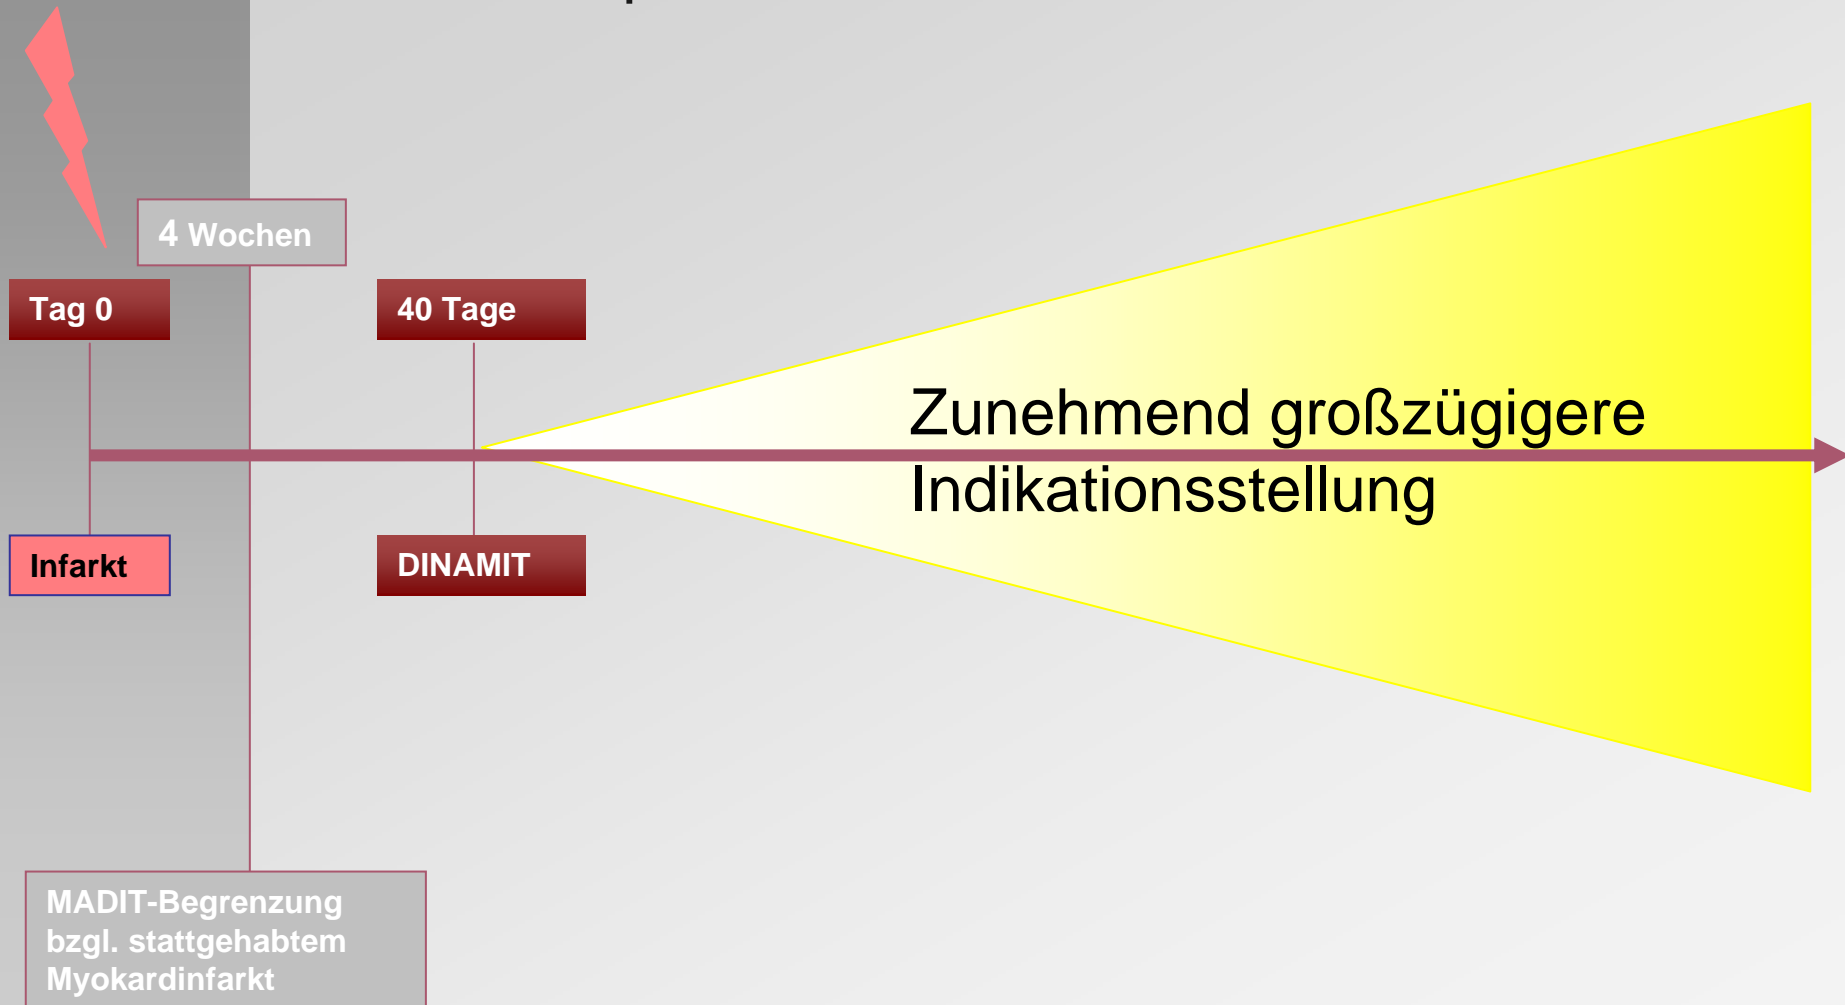 4 Wochen
Tag 0
40 Tage
Zunehmend großzügigere
Indikationsstellung
Infarkt
DINAMIT
MADIT-Begrenzung
bzgl. stattgehabtem
Myokardinfarkt